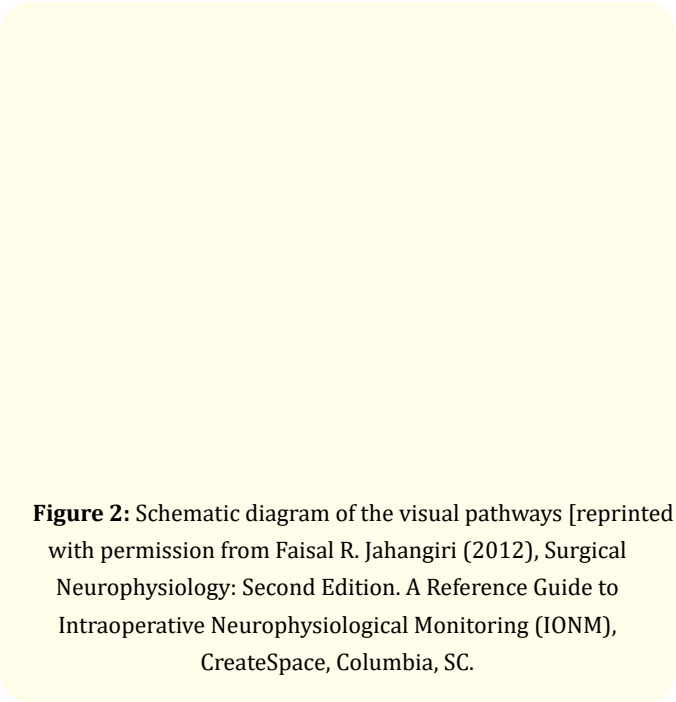 Figure 2: Schematic diagram of the visual pathways [reprinted
with permission from Faisal R. Jahangiri (2012), Surgical
Neurophysiology: Second Edition. A Reference Guide to
Intraoperative Neurophysiological Monitoring (IONM),
CreateSpace, Columbia, SC.